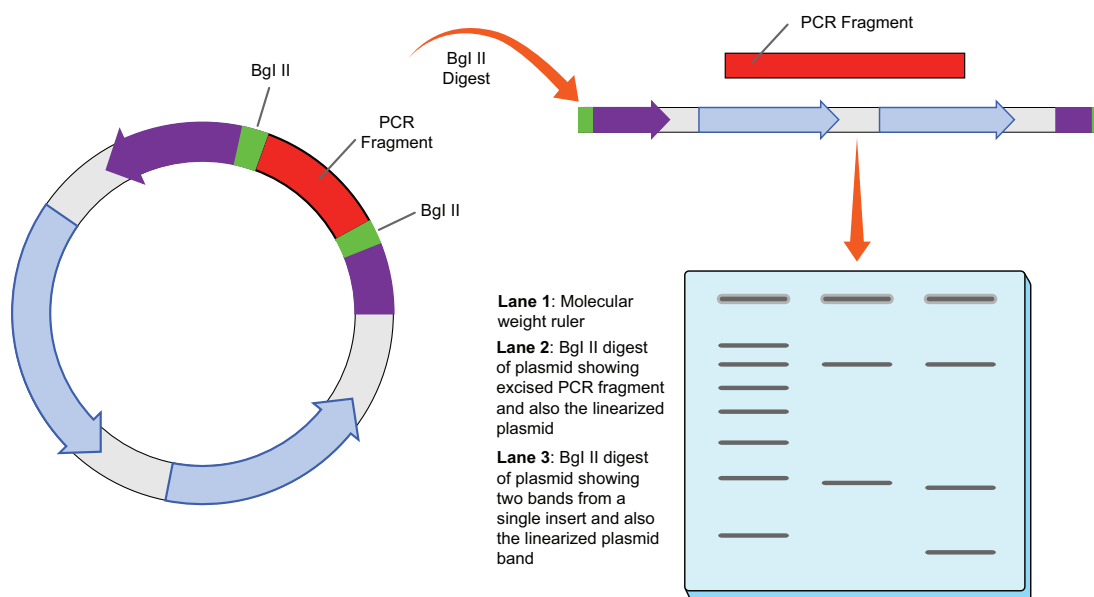 Bgl II
PCR
Fragment
Bgl II
Bgl II
Digest
PCR Fragment
Lane 1: Molecular
weight ruler
Lane 2: Bgl II digest
of plasmid showing
excised PCR fragment
and also the linearized
plasmid
Lane 3: Bgl II digest
of plasmid showing
two bands from a
single insert and also
the linearized plasmid
band